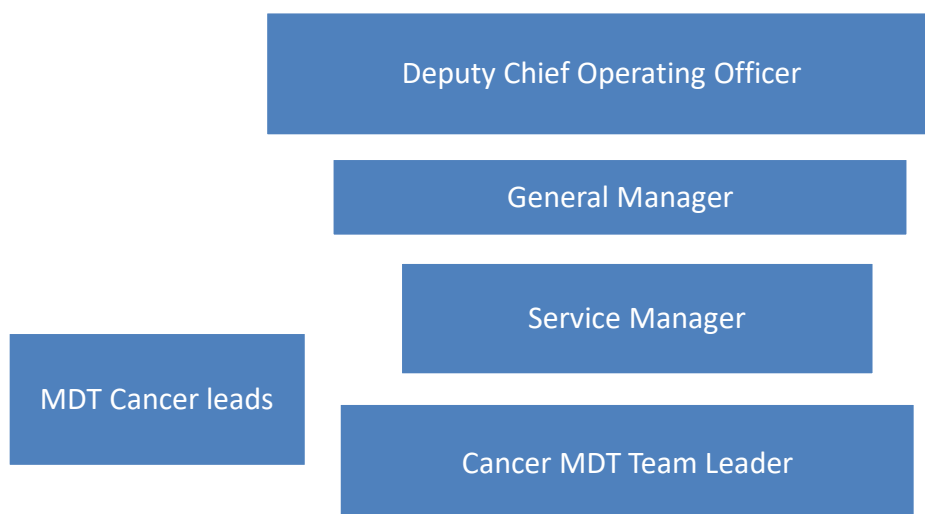 Deputy Chief Operating Officer
General Manager
Service Manager
MDT Cancer leads
Cancer MDT Team Leader